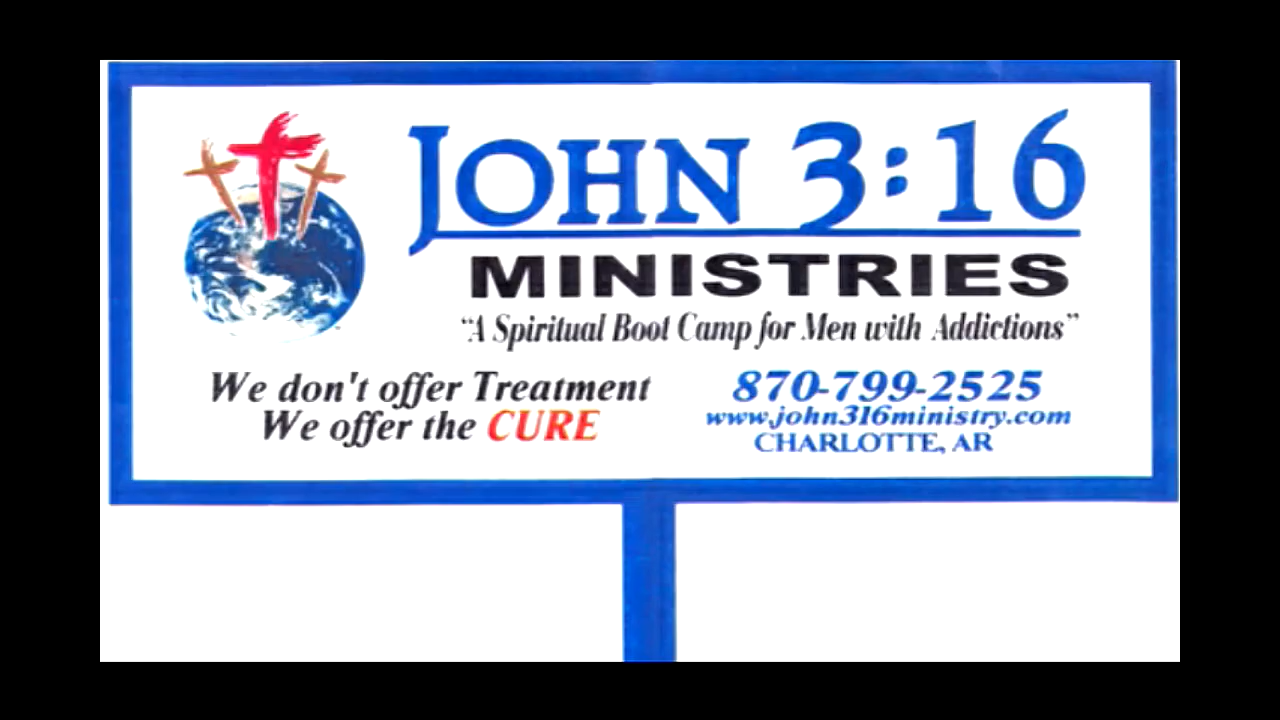 JOHN 3:16
MINISTRIES
“A Spiritual Boot Camp for Men with Addictions”
We don't offer Treatment
We offer the CURE
870-799-2525
www.john316ministry.com
CHARLOTTE, AR